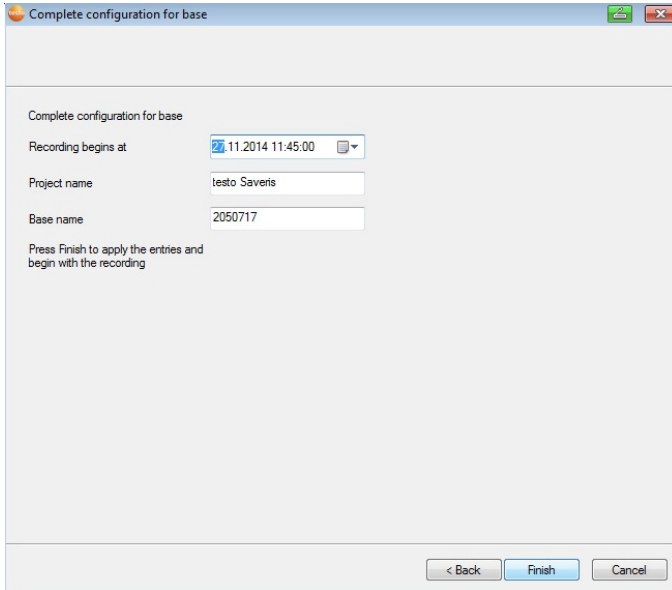 Complete configuration for base
Complete configuration for base
Recording begins at
27.11.2014 11:45:00
Project name
testo Saveris
Base name
2050717
Press Finish to apply the entries and
begin with the recording
< Back
Finish
Cancel